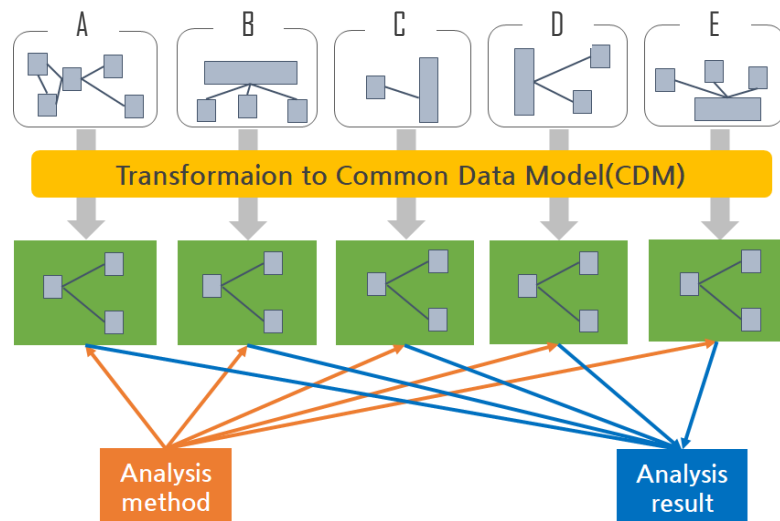 A B C D E
Transformaion to Common Data Model(CDM)
Analysis
method
Analysis
result